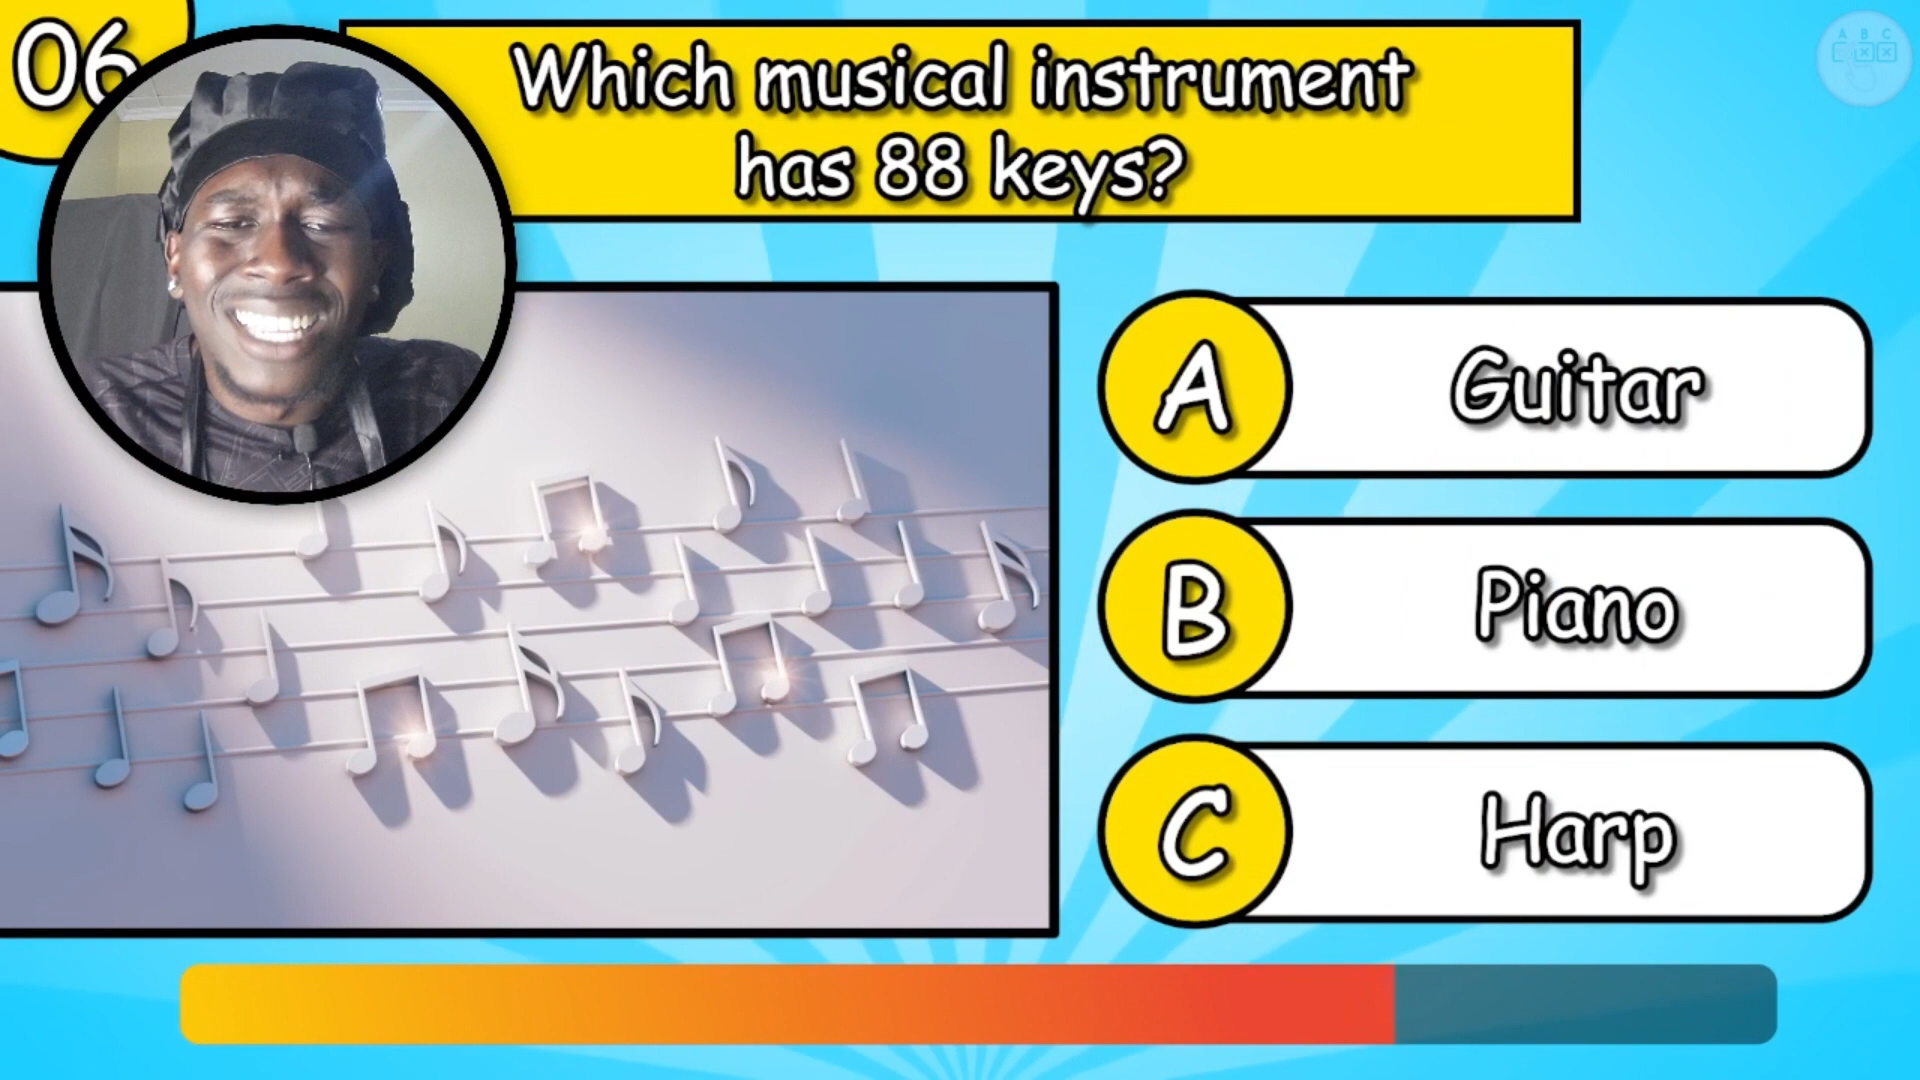 06
Which musical instrument
has 88 keys?
A B C
A
Guitar
B
Piano
C
Harp